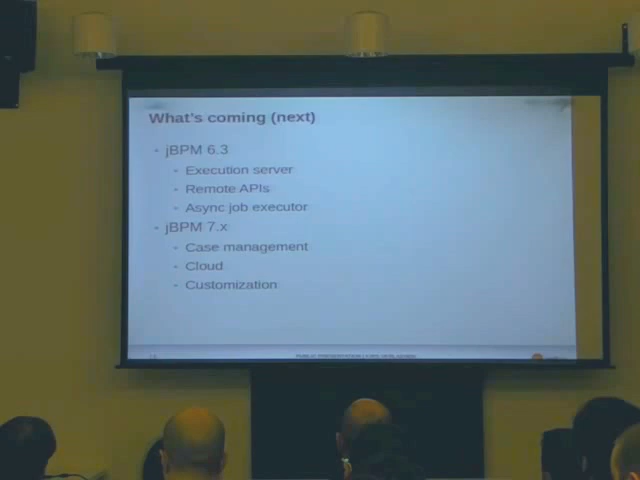 What's coming (next)
- jBPM 6.3
- Execution server
- Remote APIs
- Async job executor
- jBPM 7.x
- Case management
- Cloud
- Customization